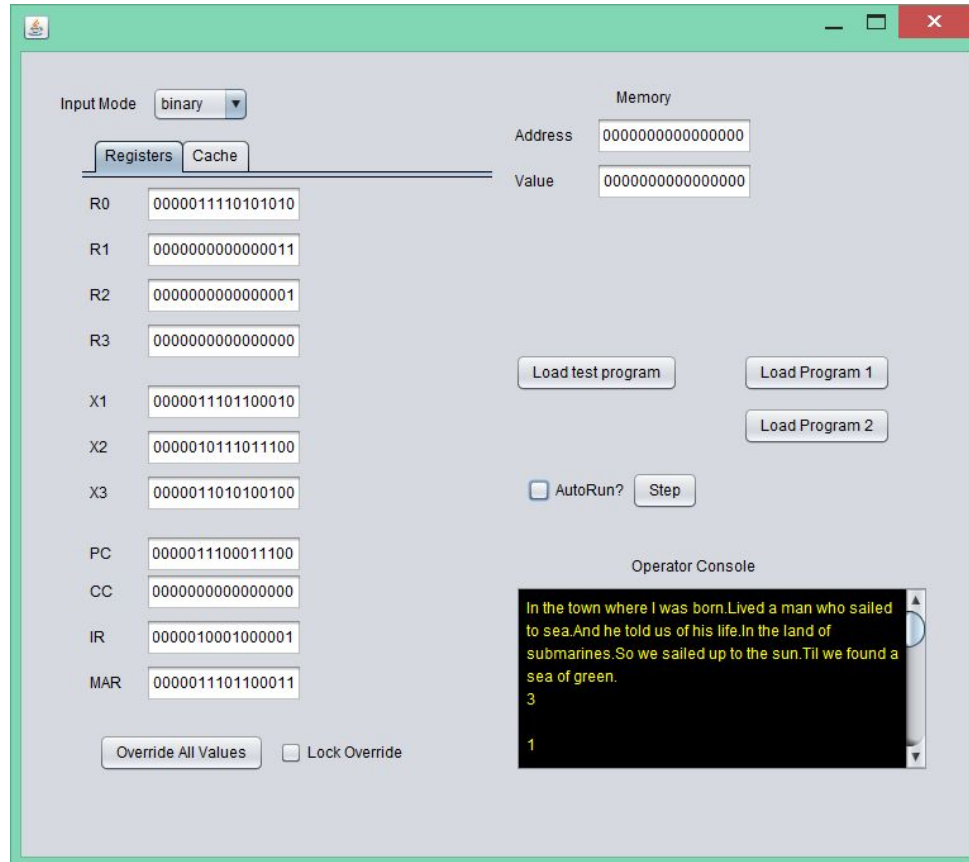 Input Mode binary
Registers Cache
R0 0000011110101010
R1 0000000000000011
R2 0000000000000001
R3 0000000000000000
X1 0000011101100010
X2 0000010111011100
X3 0000011010100100
PC 0000011100011100
CC 0000000000000000
IR 0000010001000001
MAR 0000011101100011
Override All Values Lock Override
Memory
Address 0000000000000000
Value 0000000000000000
Load test program Load Program 1
Load Program 2
AutoRun? Step
Operator Console
In the town where I was born.Lived a man who sailed
to sea.And he told us of his life.In the land of
submarines.So we sailed up to the sun.Til we found a
sea of green.
3
1